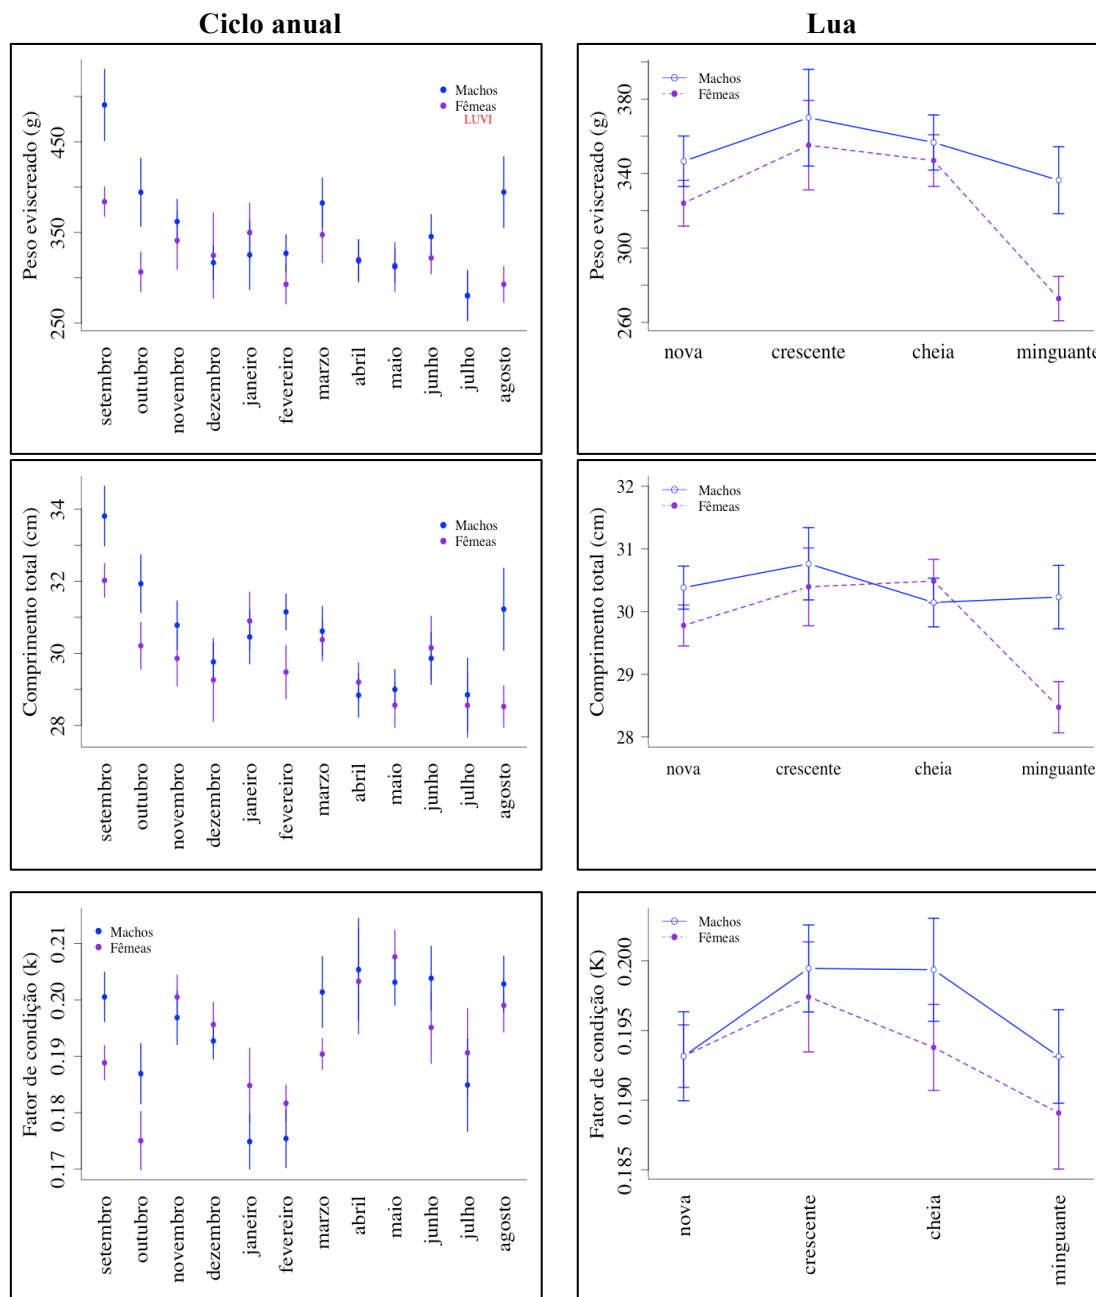 Ciclo anual
Lua
Peso eviscreado (g)
450
350
250
Machos
Fêmeas
LUVI
setembro
outubro
novembro
dezembro
janeiro
fevereiro
marzo
abril
maio
junho
julho
agosto
Peso eviscreado (g)
380
340
300
260
Machos
Fêmeas
nova
crescente
cheia
minguante
Comprimento total (cm)
34
32
30
28
Machos
Fêmeas
setembro
outubro
novembro
dezembro
janeiro
fevereiro
marzo
abril
maio
junho
julho
agosto
Comprimento total (cm)
32
31
30
29
28
Machos
Fêmeas
nova
crescente
cheia
minguante
Fator de condição (k)
0.21
0.20
0.19
0.18
0.17
Machos
Fêmeas
setembro
outubro
novembro
dezembro
janeiro
fevereiro
marzo
abril
maio
junho
julho
agosto
Fator de condição (K)
0.200
0.195
0.190
0.185
Machos
Fêmeas
nova
crescente
cheia
minguante